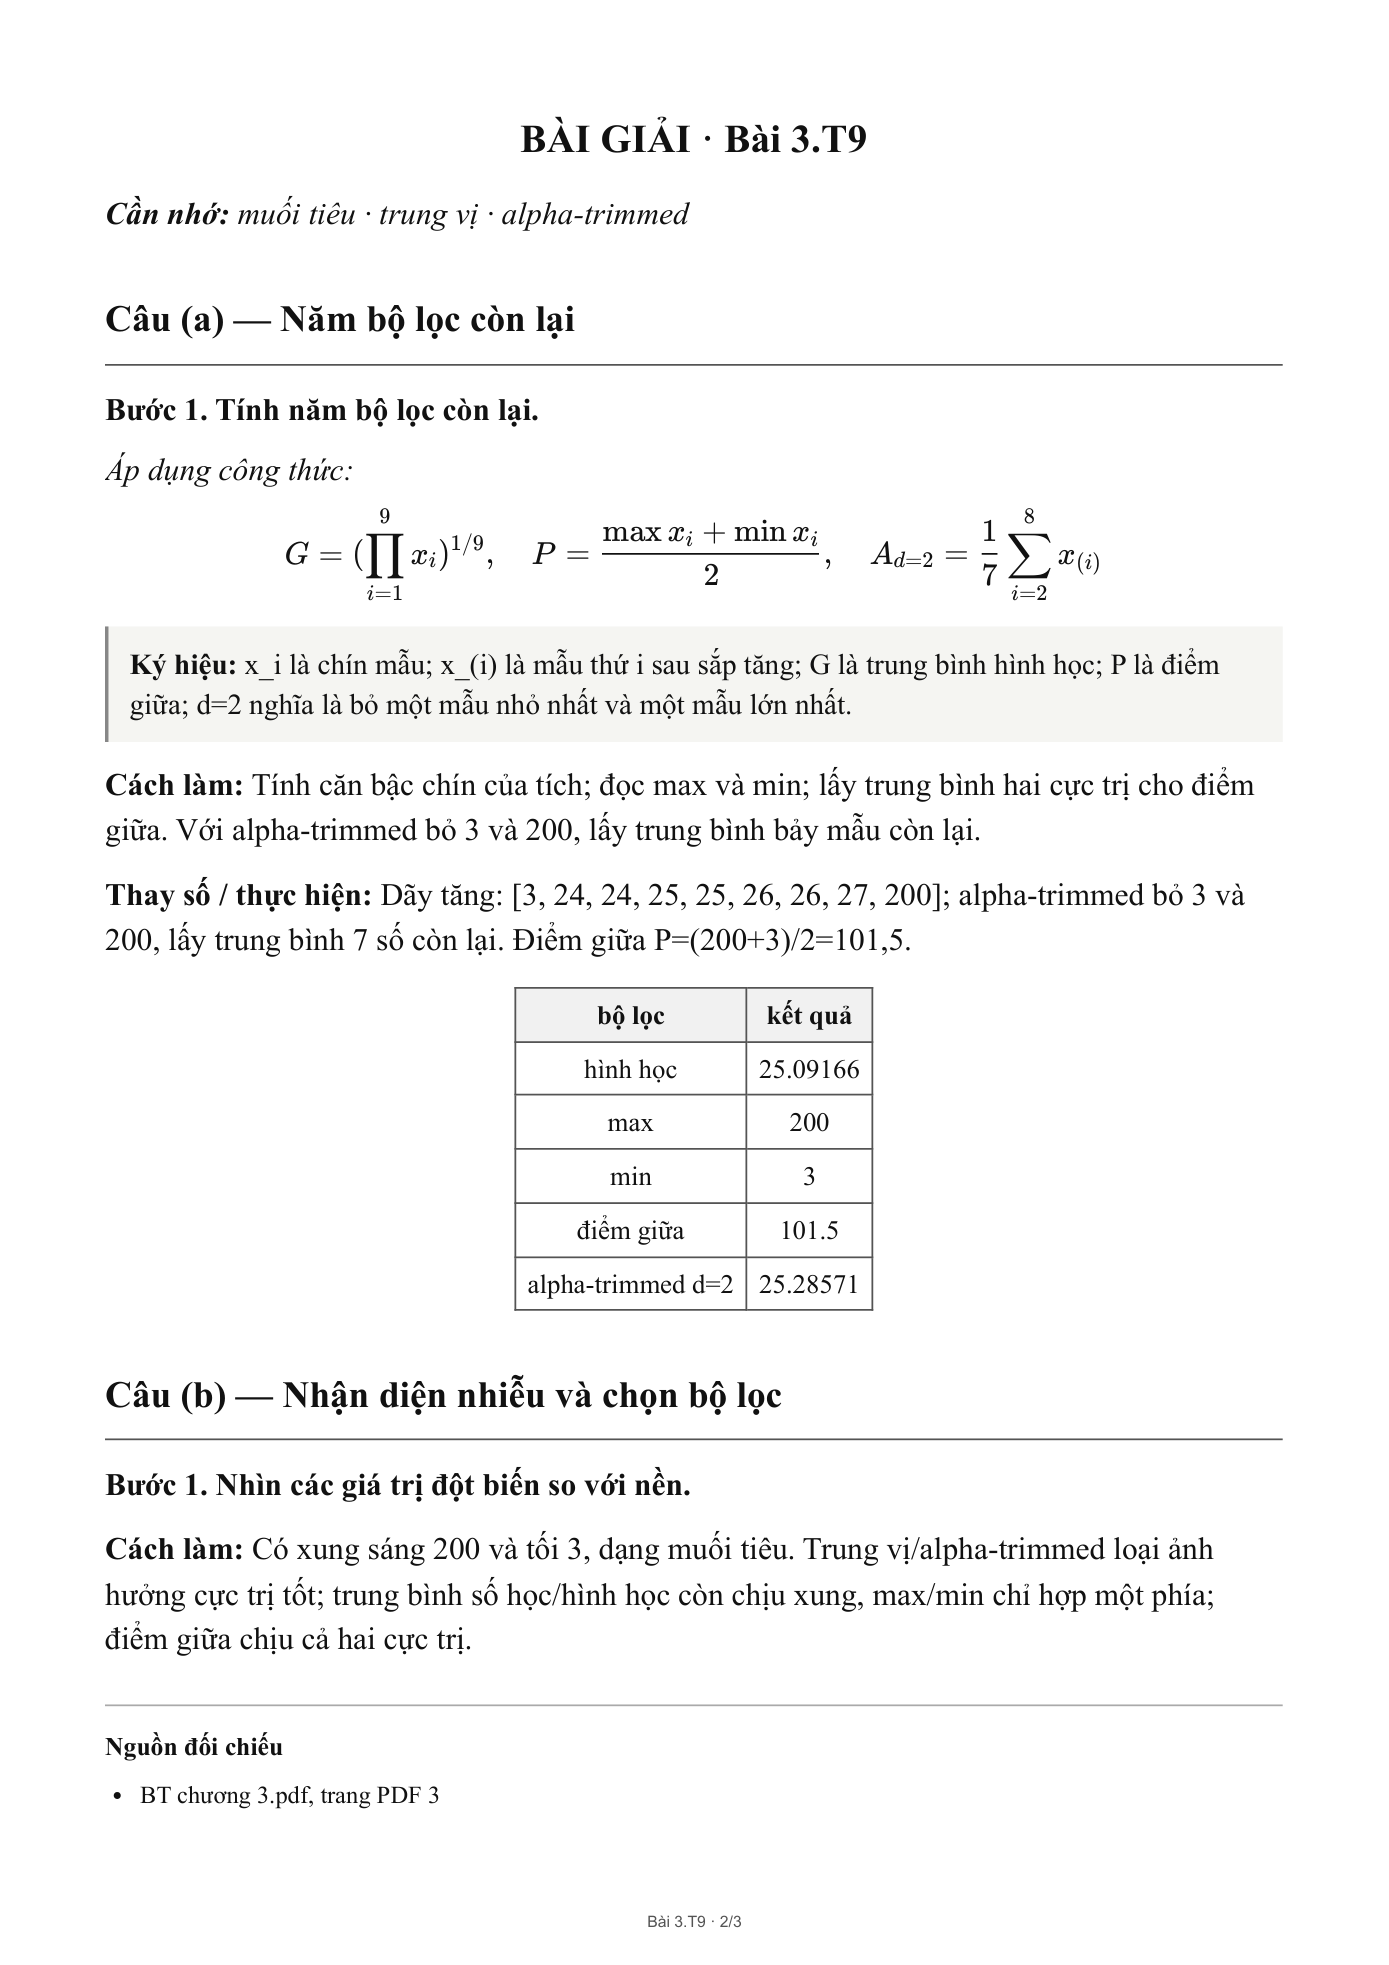 BÀI GIẢI · Bài 3.T9
Cần nhớ: muối tiêu · trung vị · alpha-trimmed
Câu (a) — Năm bộ lọc còn lại
Bước 1. Tính năm bộ lọc còn lại.
Áp dụng công thức:
G = (∏_{i=1}^{9} x_i)^{1/9}, P = (max x_i + min x_i)/2, A_{d=2} = 1/7 ∑_{i=2}^{8} x_{(i)}
Ký hiệu: x_i là chín mẫu; x_(i) là mẫu thứ i sau sắp tăng; G là trung bình hình học; P là điểm
giữa; d=2 nghĩa là bỏ một mẫu nhỏ nhất và một mẫu lớn nhất.
Cách làm: Tính căn bậc chín của tích; đọc max và min; lấy trung bình hai cực trị cho điểm
giữa. Với alpha-trimmed bỏ 3 và 200, lấy trung bình bảy mẫu còn lại.
Thay số / thực hiện: Dãy tăng: [3, 24, 24, 25, 25, 26, 26, 27, 200]; alpha-trimmed bỏ 3 và
200, lấy trung bình 7 số còn lại. Điểm giữa P=(200+3)/2=101,5.
bộ lọc kết quả
hình học 25.09166
max 200
min 3
điểm giữa 101.5
alpha-trimmed d=2 25.28571
Câu (b) — Nhận diện nhiễu và chọn bộ lọc
Bước 1. Nhìn các giá trị đột biến so với nền.
Cách làm: Có xung sáng 200 và tối 3, dạng muối tiêu. Trung vị/alpha-trimmed loại ảnh
hưởng cực trị tốt; trung bình số học/hình học còn chịu xung, max/min chỉ hợp một phía;
điểm giữa chịu cả hai cực trị.
Nguồn đối chiếu
• BT chương 3.pdf, trang PDF 3
Bài 3.T9 · 2/3